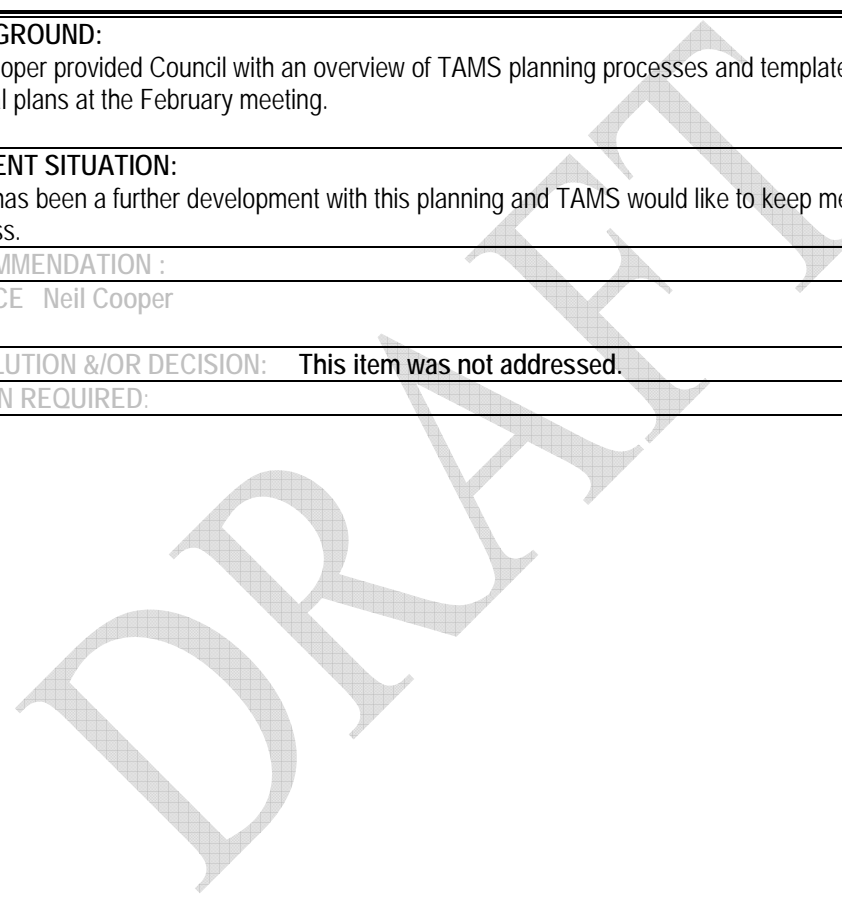 GROUND:
oper provided Council with an overview of TAMS planning processes and template
l plans at the February meeting.
ENT SITUATION:
has been a further development with this planning and TAMS would like to keep me
ss.
MMENDATION :
CE Neil Cooper
LUTION &/OR DECISION: This item was not addressed.
N REQUIRED:
DRAFT